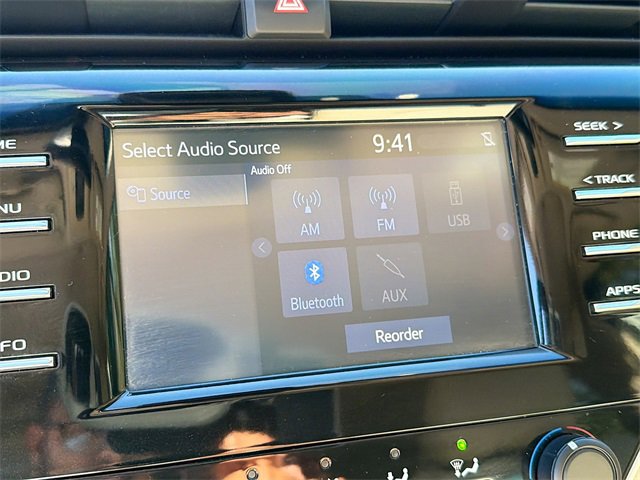 Select Audio Source
9:41
Audio Off
Source
AM
FM
USB
Bluetooth
AUX
Reorder
SEEK >
< TRACK
PHONE
APPS